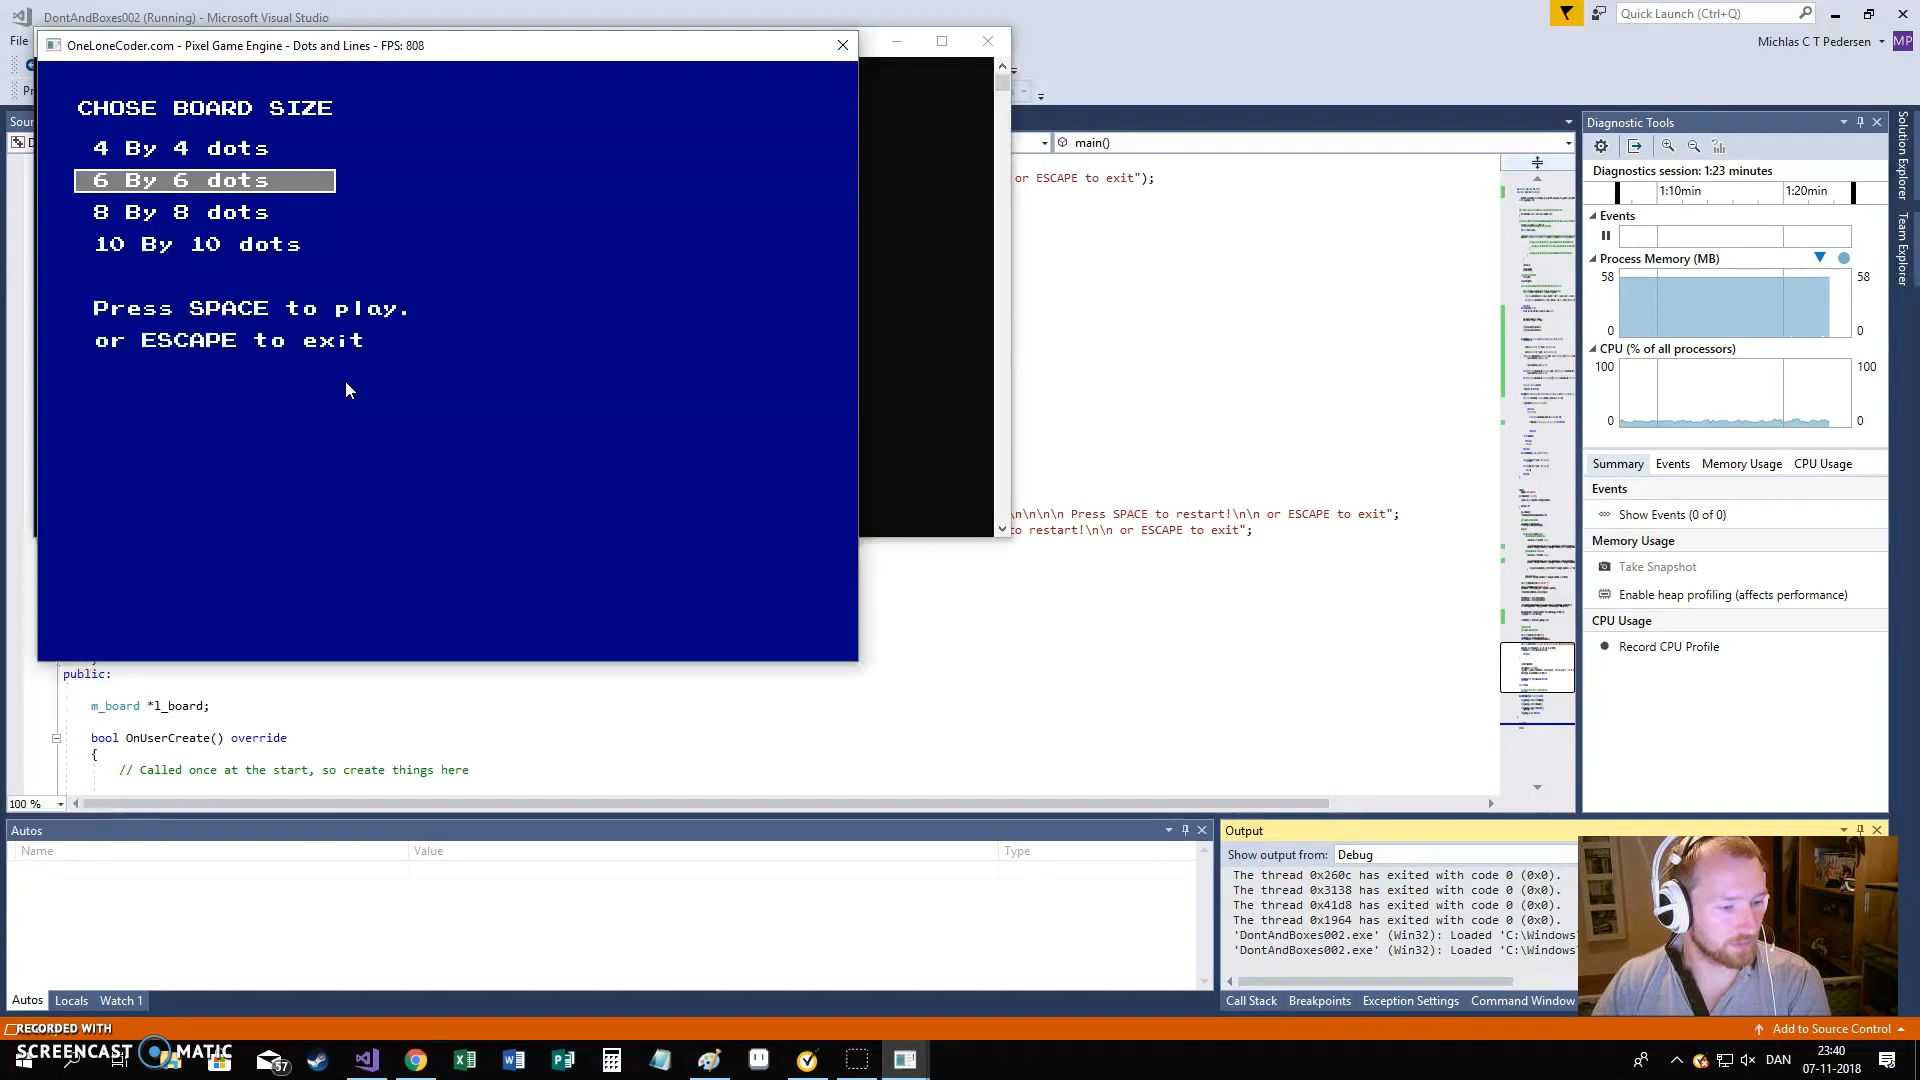 DontAndBoxes002 (Running) - Microsoft Visual Studio
Quick Launch (Ctrl+Q)
File
Michlas C T Pedersen
MP
OneLoneCoder.com - Pixel Game Engine - Dots and Lines - FPS: 808
CHOSE BOARD SIZE
4 By 4 dots
6 By 6 dots
8 By 8 dots
10 By 10 dots
Press SPACE to play.
or ESCAPE to exit
main()
or ESCAPE to exit");
\n\n\n\n Press SPACE to restart!\n\n or ESCAPE to exit";
to restart!\n\n or ESCAPE to exit";
public:
m_board *l_board;
bool OnUserCreate() override
{
// Called once at the start, so create things here
100 %
Diagnostic Tools
Diagnostics session: 1:23 minutes
1:10min
1:20min
Events
Process Memory (MB)
58
58
0
0
CPU (% of all processors)
100
100
0
0
Summary
Events
Memory Usage
CPU Usage
Events
Show Events (0 of 0)
Memory Usage
Take Snapshot
Enable heap profiling (affects performance)
CPU Usage
Record CPU Profile
Solution Explorer
Team Explorer
Autos
Name
Value
Type
Autos
Locals
Watch 1
Output
Show output from:
Debug
The thread 0x260c has exited with code 0 (0x0).
The thread 0x3138 has exited with code 0 (0x0).
The thread 0x41d8 has exited with code 0 (0x0).
The thread 0x1964 has exited with code 0 (0x0).
'DontAndBoxes002.exe' (Win32): Loaded 'C:\Windows
'DontAndBoxes002.exe' (Win32): Loaded 'C:\Windows
Call Stack
Breakpoints
Exception Settings
Command Window
RECORDED WITH
SCREENCAST MATIC
Add to Source Control
57
DAN
23:40
07-11-2018